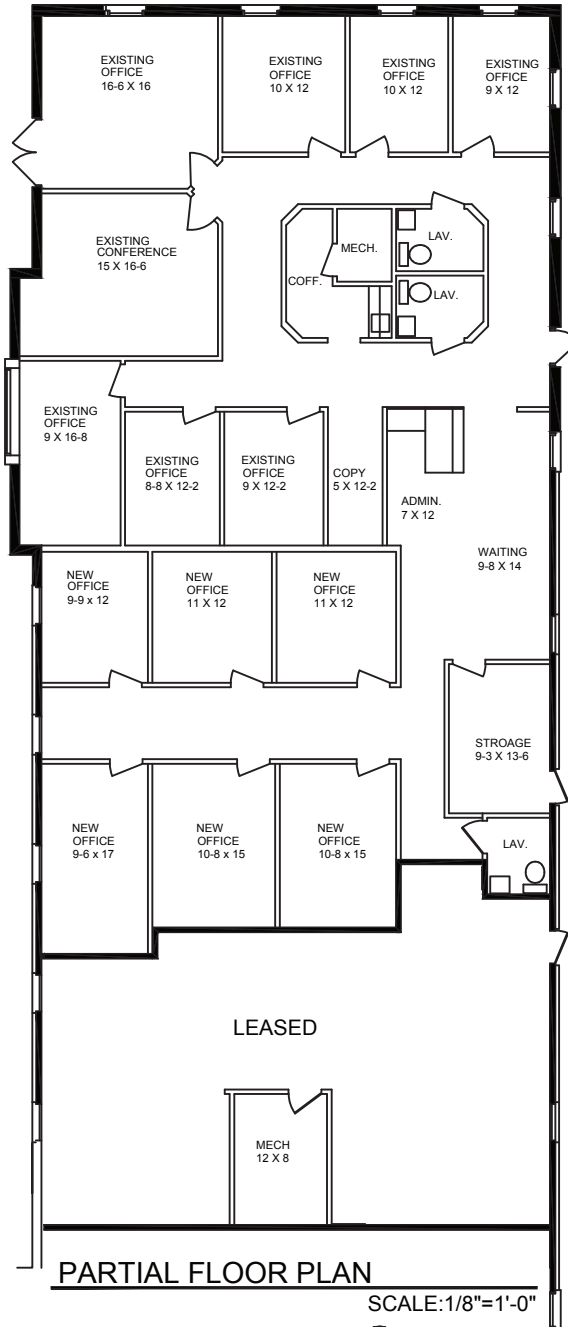 EXISTING
OFFICE
16-6 X 16
EXISTING
OFFICE
10 X 12
EXISTING
OFFICE
10 X 12
EXISTING
OFFICE
9 X 12
EXISTING
CONFERENCE
15 X 16-6
COFF.
MECH.
LAV.
LAV.
EXISTING
OFFICE
9 X 16-8
EXISTING
OFFICE
8-8 X 12-2
EXISTING
OFFICE
9 X 12-2
COPY
5 X 12-2
ADMIN.
7 X 12
WAITING
9-8 X 14
NEW
OFFICE
9-9 x 12
NEW
OFFICE
11 X 12
NEW
OFFICE
11 X 12
STROAGE
9-3 X 13-6
NEW
OFFICE
9-6 x 17
NEW
OFFICE
10-8 x 15
NEW
OFFICE
10-8 x 15
LAV.
LEASED
MECH
12 X 8
PARTIAL FLOOR PLAN
SCALE:1/8"=1'-0"